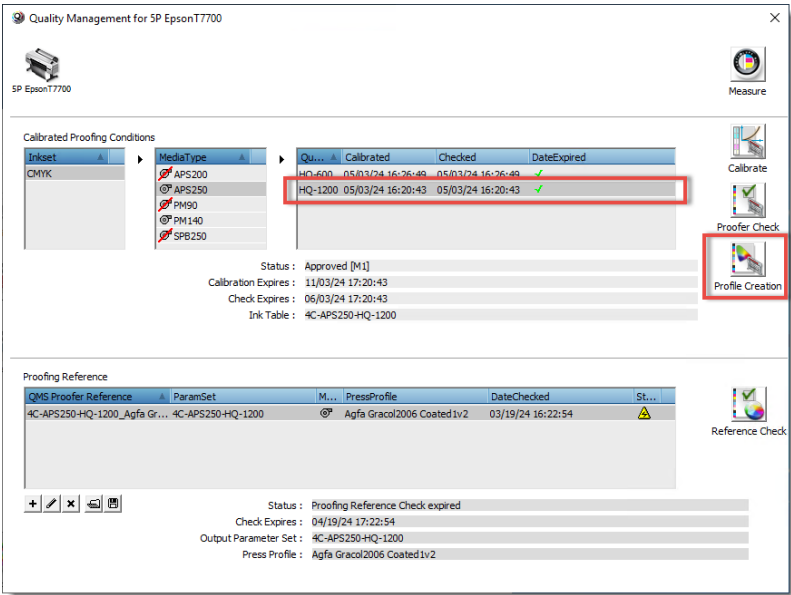 Quality Management for 5P EpsonT7700
5P EpsonT7700
Measure
Calibrated Proofing Conditions
Inkset
CMYK
MediaType
APS200
APS250
PM90
PM140
SPB250
Qu... Calibrated Checked DateExpired
HQ-600 05/03/24 16:26:49 05/03/24 16:26:49
HQ-1200 05/03/24 16:20:43 05/03/24 16:20:43
Calibrate
Proofer Check
Profile Creation
Status : Approved [M1]
Calibration Expires : 11/03/24 17:20:43
Check Expires : 06/03/24 17:20:43
Ink Table : 4C-APS250-HQ-1200
Proofing Reference
QMS Proofer Reference ParamSet M... PressProfile DateChecked St...
4C-APS250-HQ-1200_Agfa Gr... 4C-APS250-HQ-1200 Agfa Gracol2006 Coated1v2 03/19/24 16:22:54
Reference Check
Status : Proofing Reference Check expired
Check Expires : 04/19/24 17:22:54
Output Parameter Set : 4C-APS250-HQ-1200
Press Profile : Agfa Gracol2006 Coated1v2